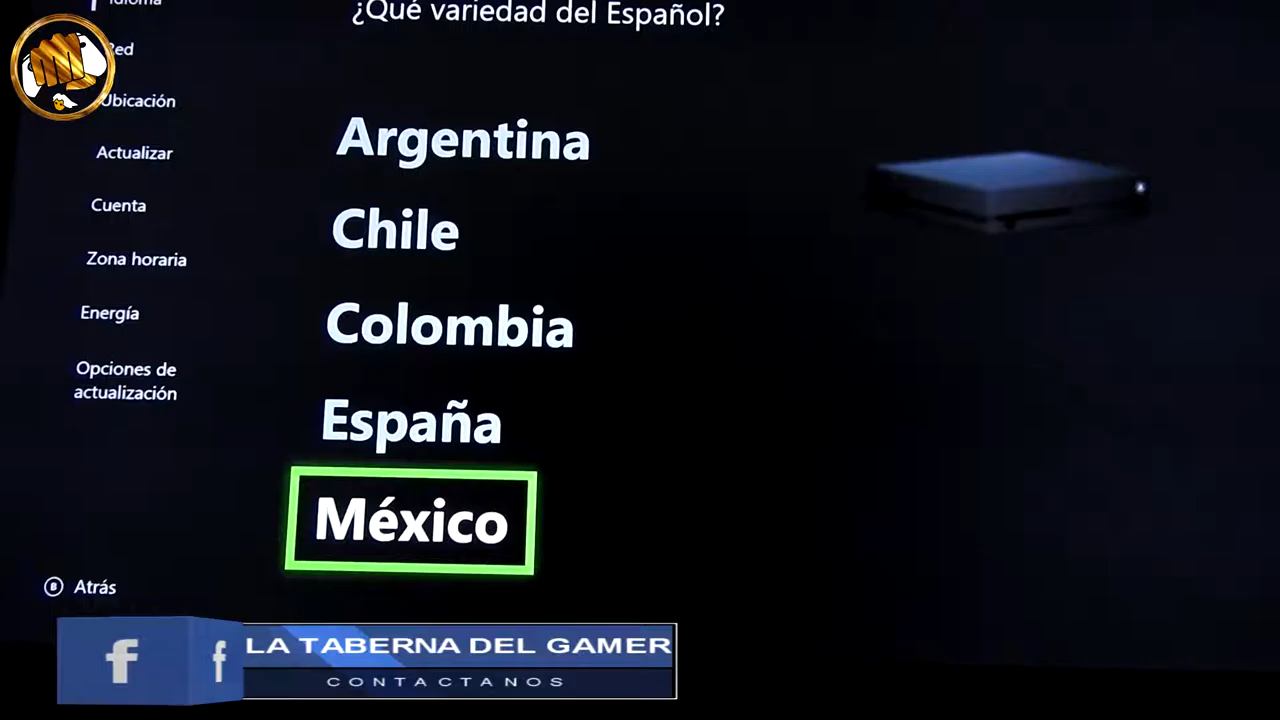 Idioma
¿Qué variedad del Español?
Red
Ubicación
Actualizar
Cuenta
Zona horaria
Energía
Opciones de
actualización
Argentina
Chile
Colombia
España
México
B Atrás
f f LA TABERNA DEL GAMER
CONTACTANOS